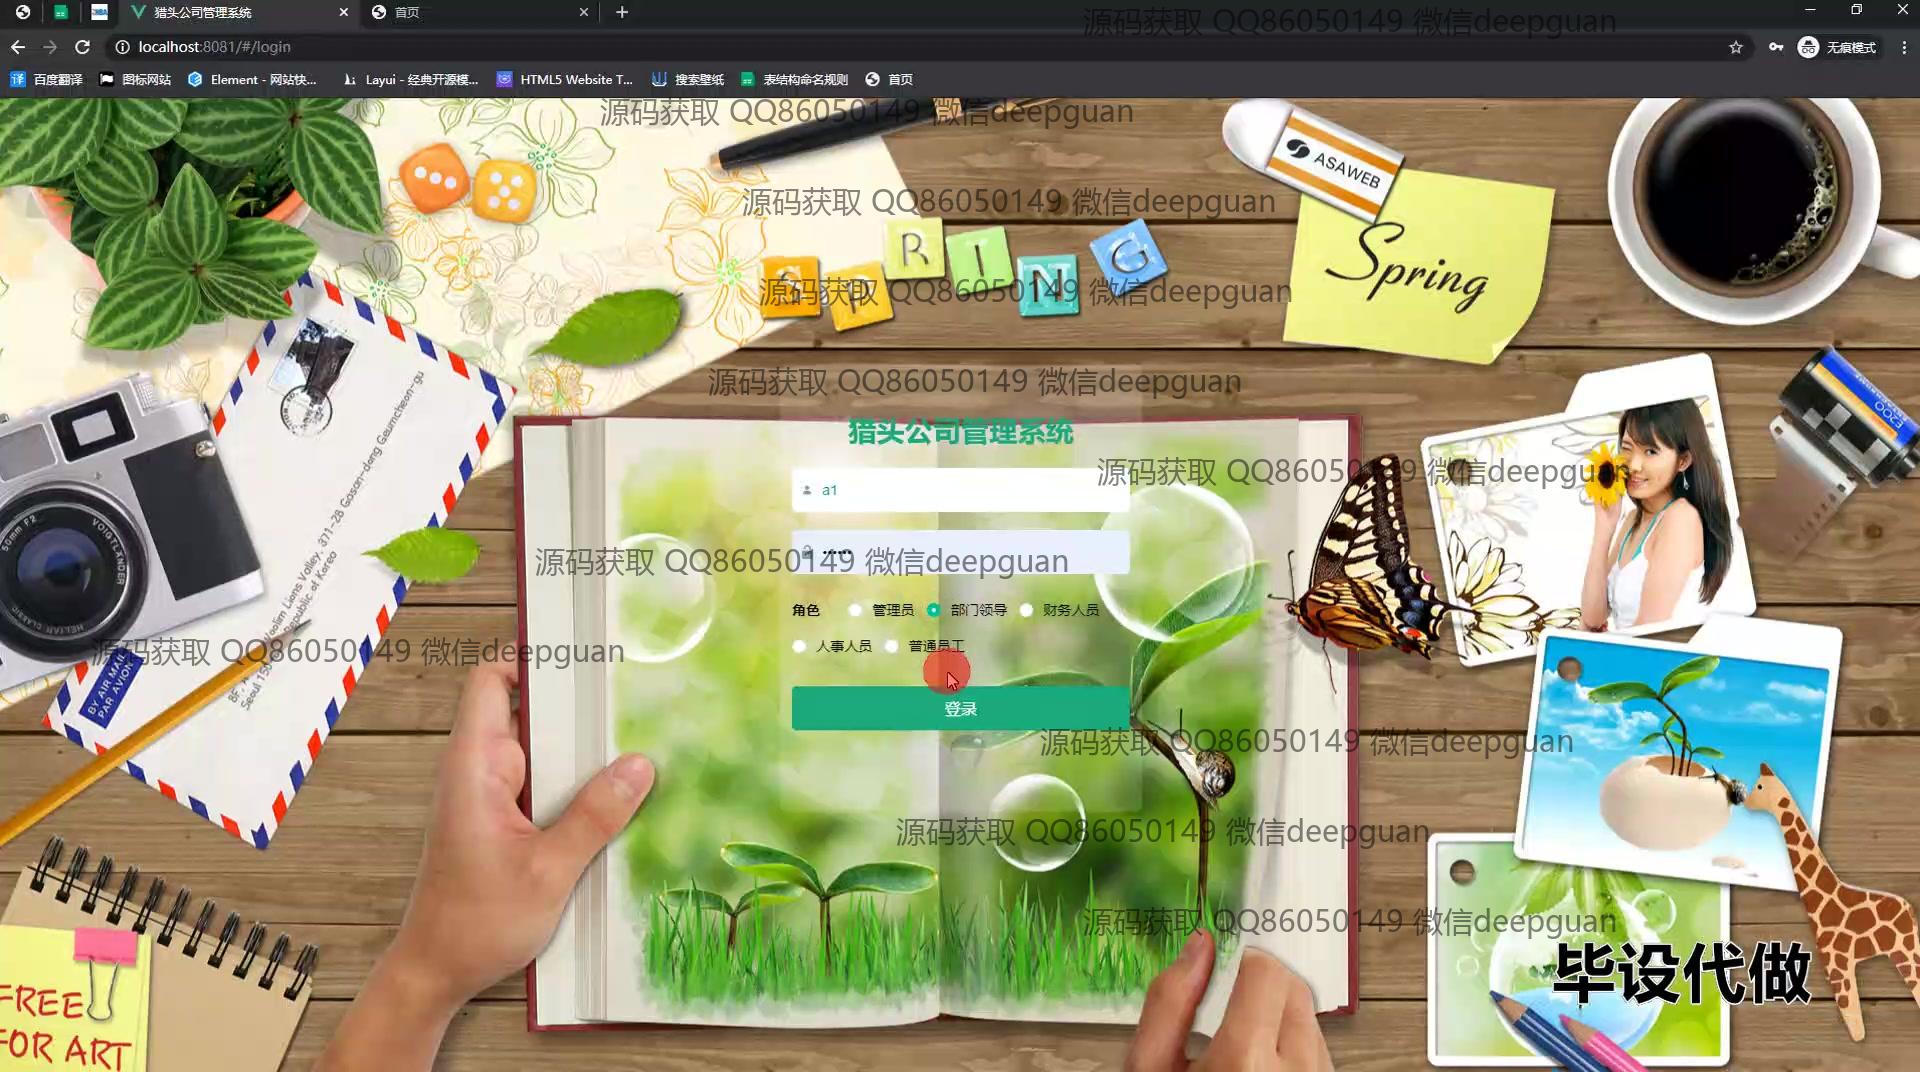 猎头公司管理系统
首页
源码获取 QQ86050149 微信deepguan
localhost:8081/#/login
无痕模式
百度翻译
图标网站
Element - 网站快...
Layui - 经典开源模...
HTML5 Website T...
搜索壁纸
表结构命名规则
首页
源码获取 QQ86050149 微信deepguan
ASAWEB
源码获取 QQ86050149 微信deepguan
SPRING
Spring
源码获取 QQ86050149 微信deepguan
源码获取 QQ86050149 微信deepguan
猎头公司管理系统
源码获取 QQ86050149 微信deepguan
a1
源码获取 QQ86050149 微信deepguan
角色 管理员 部门领导 财务人员
人事人员 普通员工
源码获取 QQ86050149 微信deepguan
BY AIR MAIL
PAR AVION
登录
源码获取 QQ86050149 微信deepguan
源码获取 QQ86050149 微信deepguan
源码获取 QQ86050149 微信deepguan
毕设代做
FREE
FOR ART